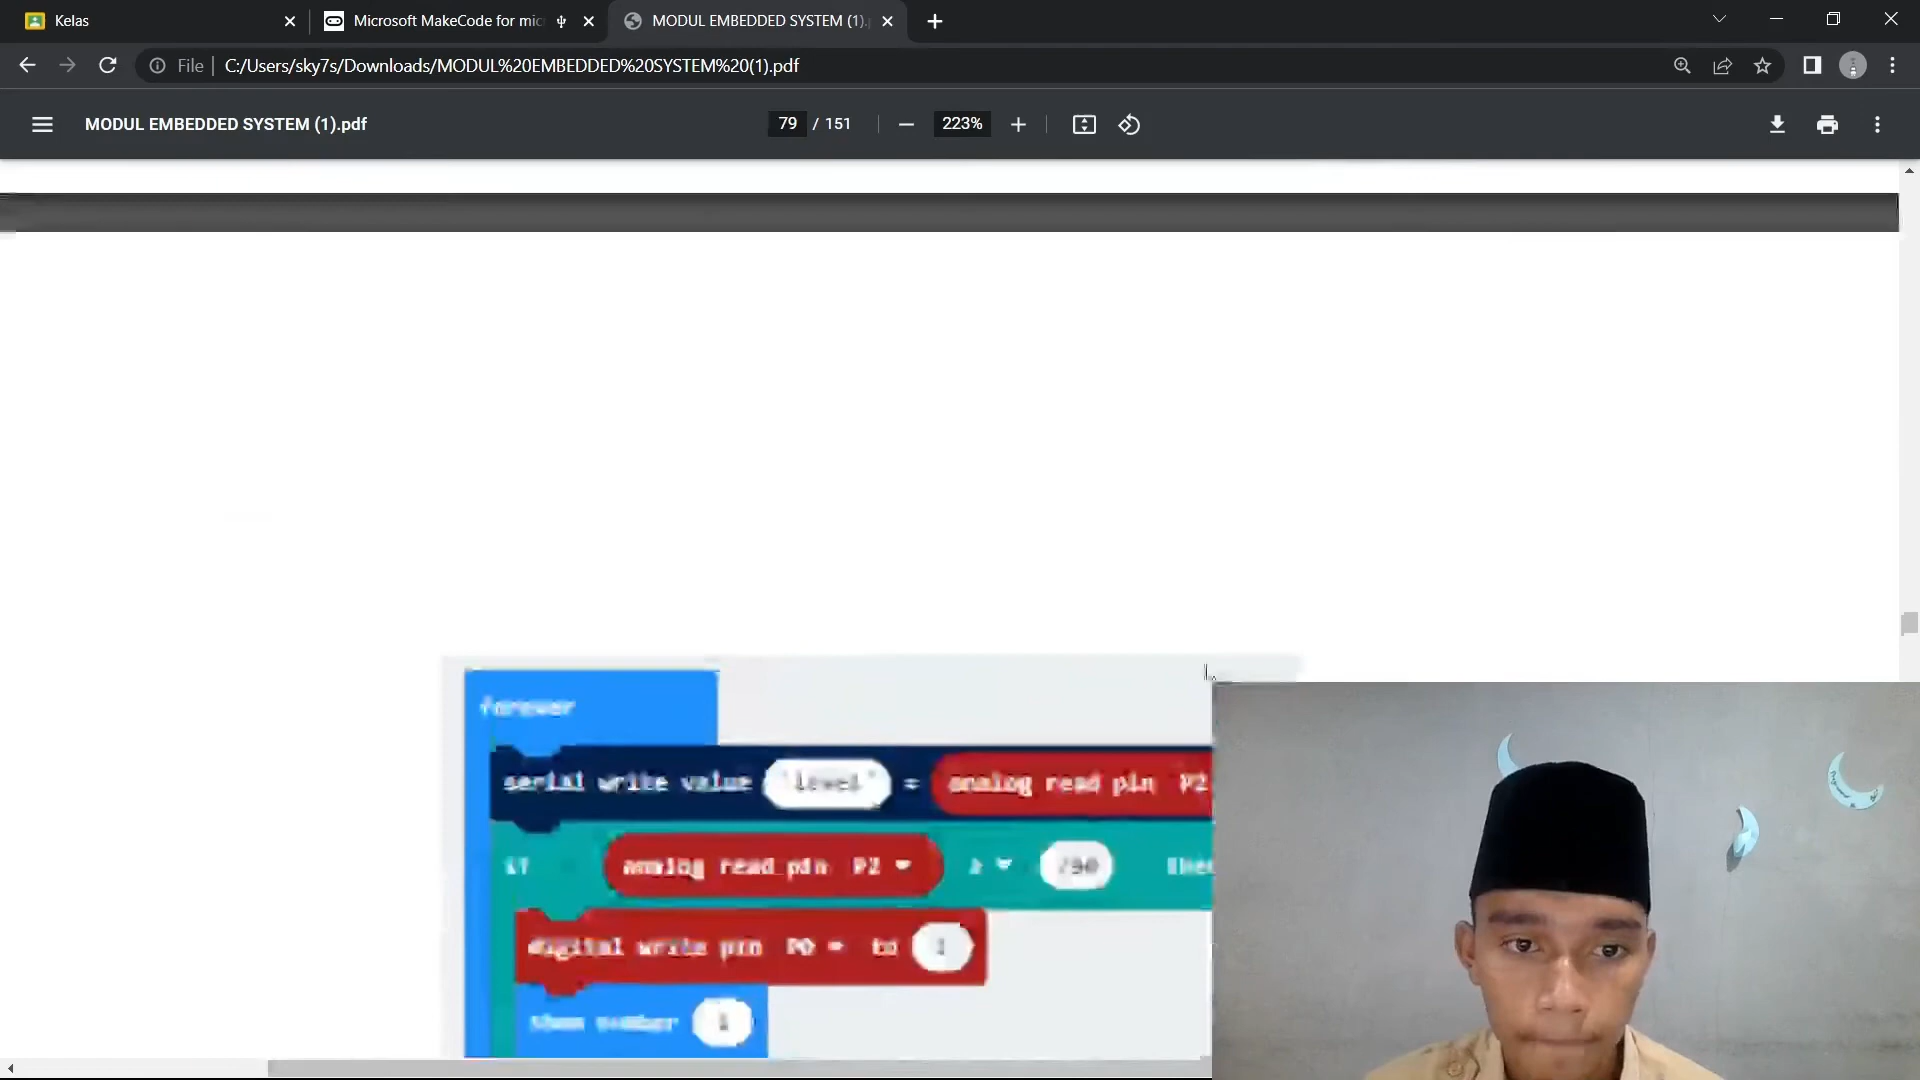 Kelas
Microsoft MakeCode for mic
MODUL EMBEDDED SYSTEM (1).
File
C:/Users/sky7s/Downloads/MODUL%20EMBEDDED%20SYSTEM%20(1).pdf
MODUL EMBEDDED SYSTEM (1).pdf
79 / 151
223%
forever
serial write value "level" = analog read pin P2
if analog read pin P2 ≥
digital write pin P0 to 1
show number 1